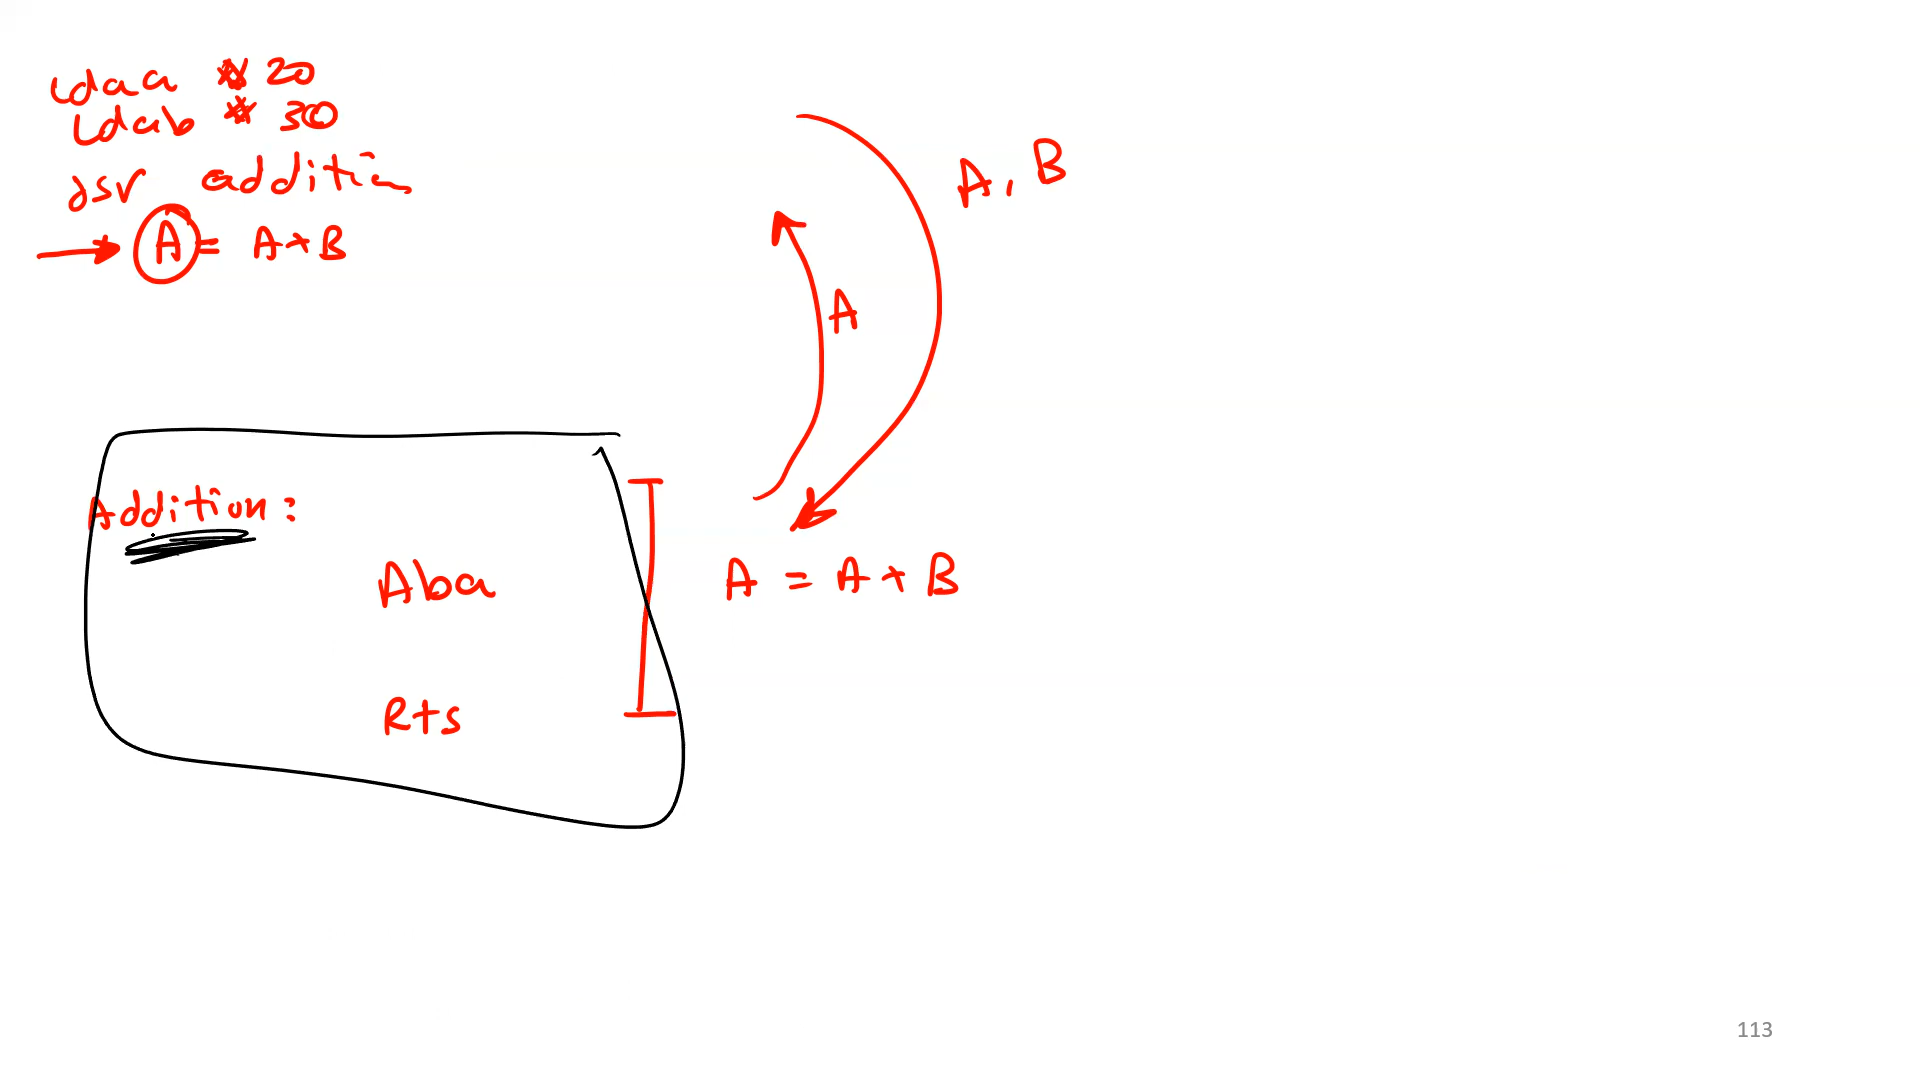 ldaa # 20
ldab # 30
Jsr addition
A = A+B
A, B
A
Addition:
Aba
A = A+B
Rts
113